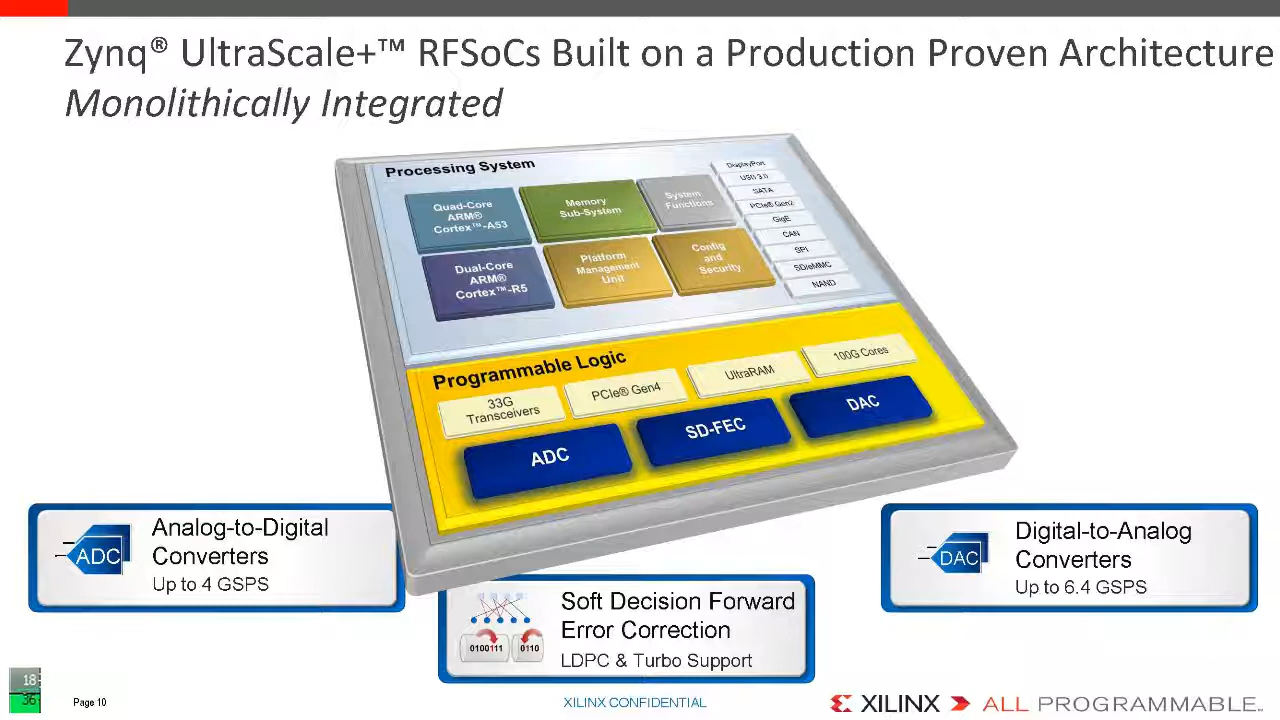 Zynq® UltraScale+™ RFSoCs Built on a Production Proven Architecture
Monolithically Integrated
Processing System
Quad-Core
ARM®
Cortex™-A53
Memory
Sub-System
System
Functions
Dual-Core
ARM®
Cortex™-R5
Platform
Management
Unit
Config
and
Security
DisplayPort
USB 3.0
SATA
PCIe® Gen2
GigE
CAN
SPI
SD/eMMC
NAND
Programmable Logic
33G
Transceivers
PCIe® Gen4
UltraRAM
100G Cores
ADC
SD-FEC
DAC
ADC
Analog-to-Digital
Converters
Up to 4 GSPS
0100111 0110
Soft Decision Forward
Error Correction
LDPC & Turbo Support
DAC
Digital-to-Analog
Converters
Up to 6.4 GSPS
18
36
Page 10
XILINX CONFIDENTIAL
XILINX ALL PROGRAMMABLE™